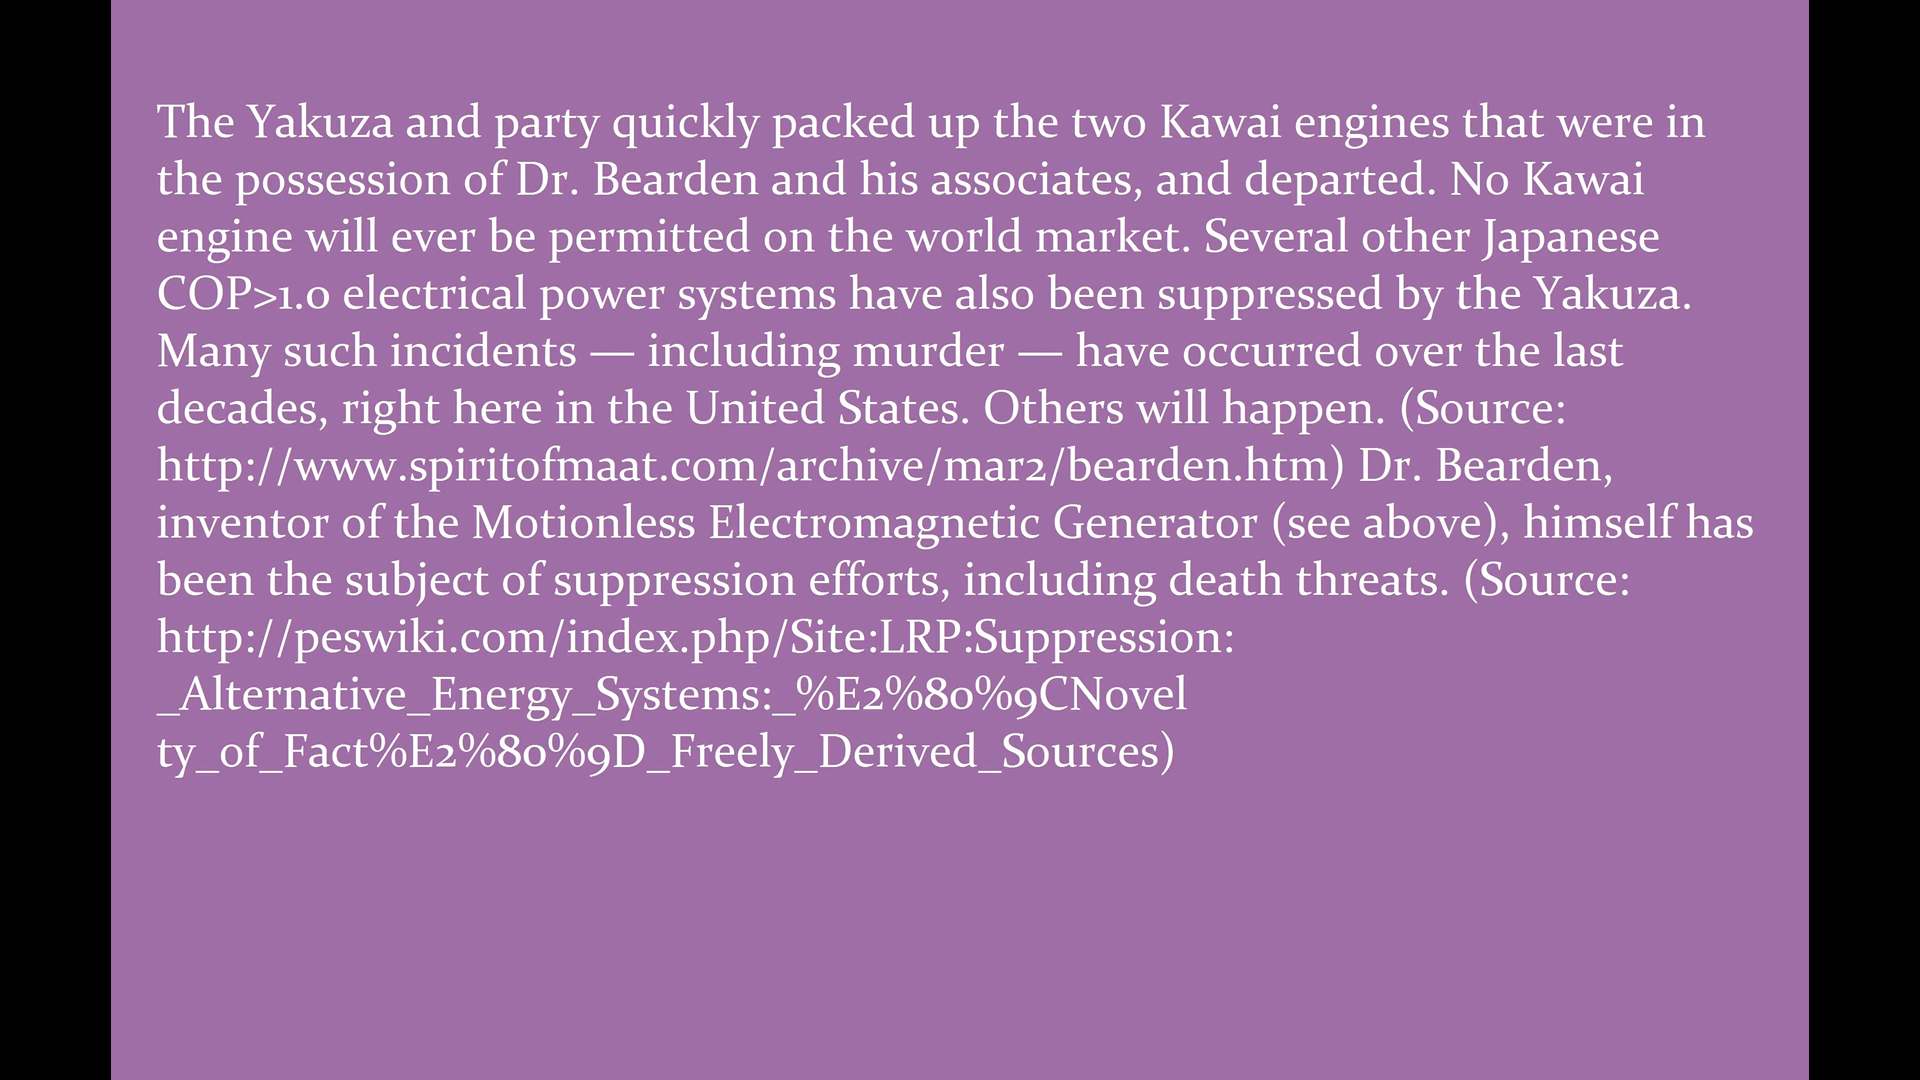 The Yakuza and party quickly packed up the two Kawai engines that were in
the possession of Dr. Bearden and his associates, and departed. No Kawai
engine will ever be permitted on the world market. Several other Japanese
COP>1.0 electrical power systems have also been suppressed by the Yakuza.
Many such incidents — including murder — have occurred over the last
decades, right here in the United States. Others will happen. (Source:
http://www.spiritofmaat.com/archive/mar2/bearden.htm) Dr. Bearden,
inventor of the Motionless Electromagnetic Generator (see above), himself has
been the subject of suppression efforts, including death threats. (Source:
http://peswiki.com/index.php/Site:LRP:Suppression:
_Alternative_Energy_Systems:_%E2%80%9CNovel
ty_of_Fact%E2%80%9D_Freely_Derived_Sources)